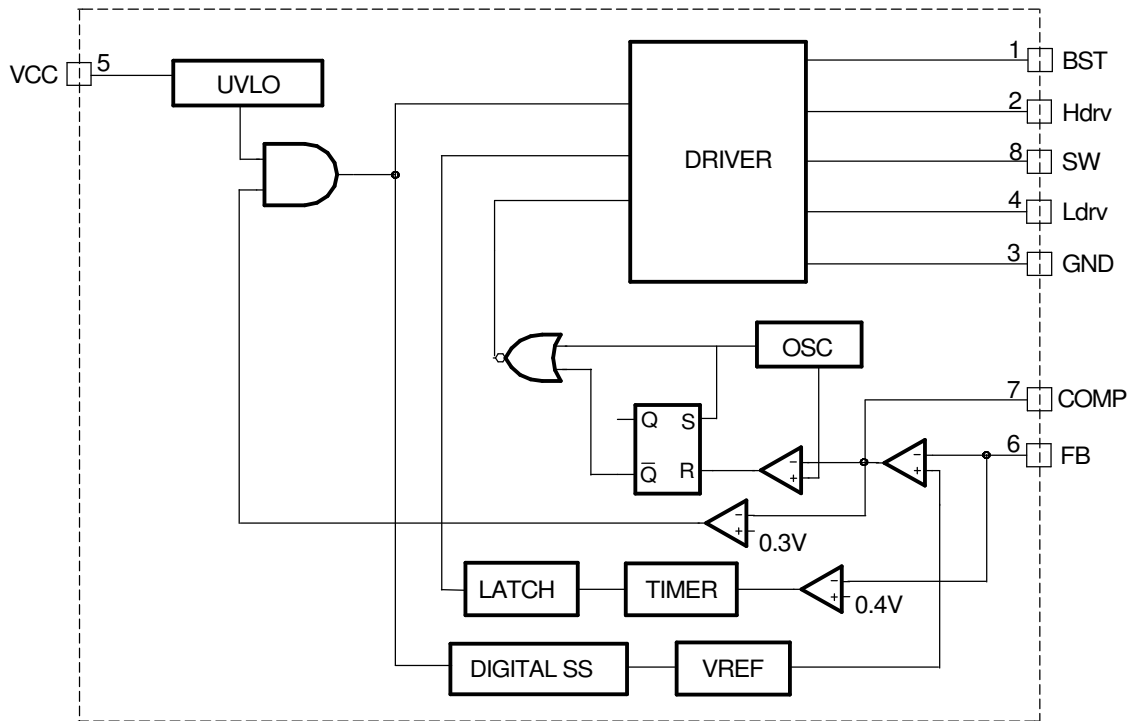 VCC
5
UVLO
DRIVER
1
BST
2
Hdrv
8
SW
4
Ldrv
3
GND
OSC
7
COMP
6
FB
Q
S
Q̅
R
-
+
-
+
-
+
0.3V
LATCH
TIMER
-
+
0.4V
DIGITAL SS
VREF